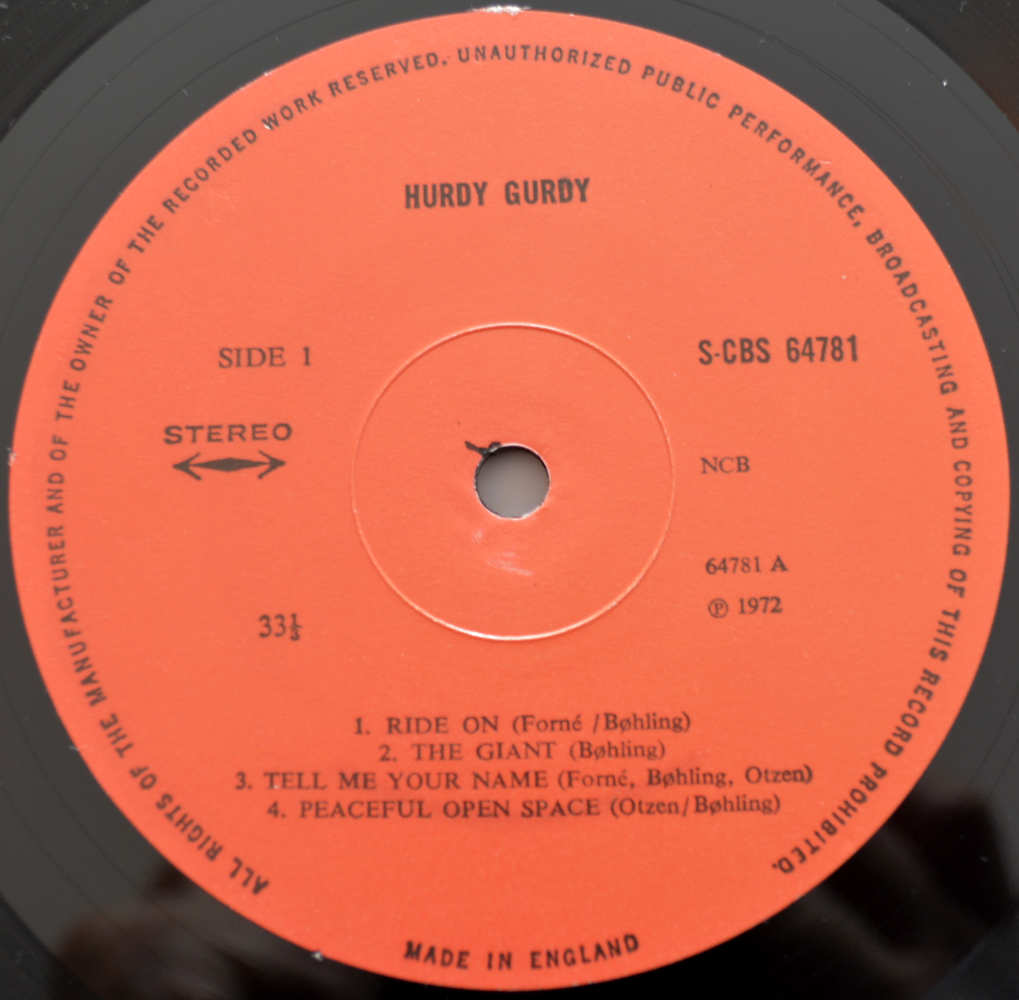 ALL RIGHTS OF THE MANUFACTURER AND OF THE OWNER OF THE RECORDED WORK RESERVED. UNAUTHORIZED PUBLIC PERFORMANCE, BROADCASTING AND COPYING OF THIS RECORD PROHIBITED.
HURDY GURDY
SIDE 1
S-CBS 64781
STEREO
NCB
64781 A
℗ 1972
33⅓
1. RIDE ON (Forné /Bøhling)
2. THE GIANT (Bøhling)
3. TELL ME YOUR NAME (Forné, Bøhling, Otzen)
4. PEACEFUL OPEN SPACE (Otzen/Bøhling)
MADE IN ENGLAND